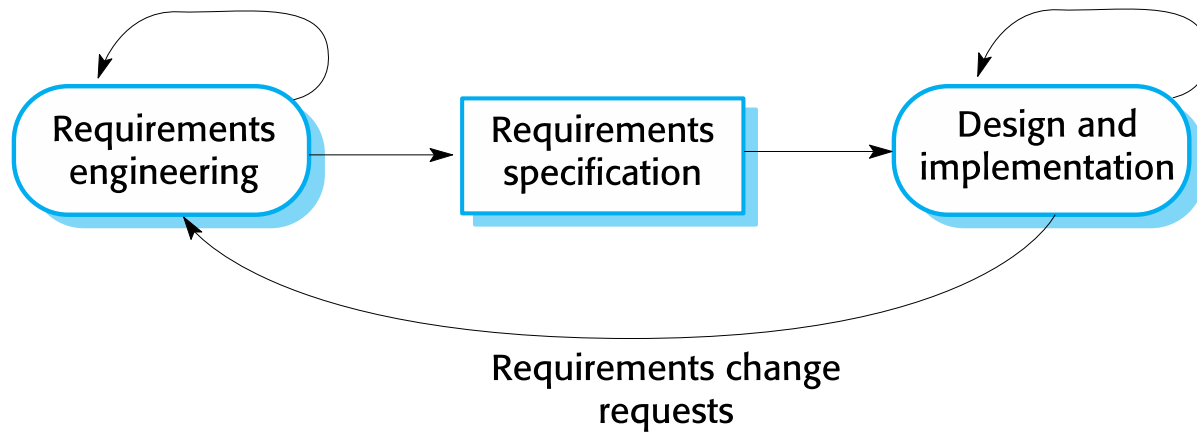 Requirements
engineering
Requirements
specification
Design and
implementation
Requirements change
requests